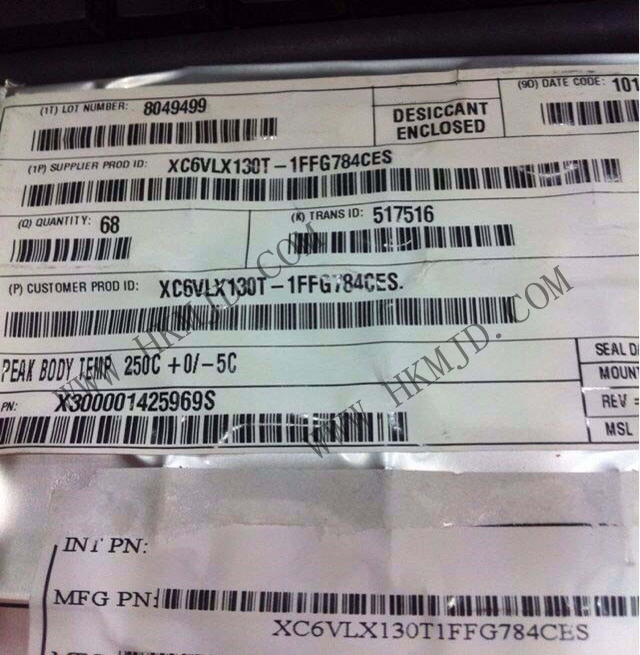 (1T) LOT NUMBER: 8049499
DESICCANT
ENCLOSED
(9D) DATE CODE: 101
(1P) SUPPLIER PROD ID: XC6VLX130T-1FFG784CES
(Q) QUANTITY: 68
(K) TRANS ID: 517516
(P) CUSTOMER PROD ID: XC6VLX130T-1FFG784CES.
PEAK BODY TEMP 250C +0/-5C
SEAL DA
MOUNT
PN: X300001425969S
REV =
MSL
WWW.HKMJD.COM
WWW.HKMJD.COM
INT PN:
MFG PN:
XC6VLX130T1FFG784CES